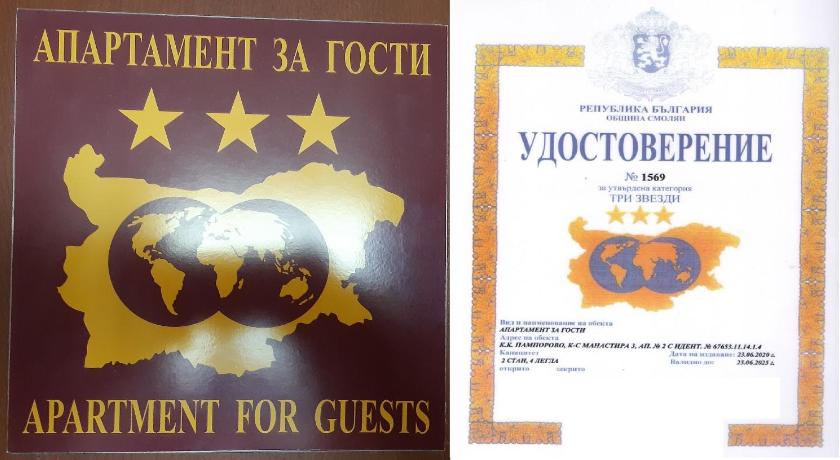 АПАРТАМЕНТ ЗА ГОСТИ
APARTMENT FOR GUESTS
РЕПУБЛИКА БЪЛГАРИЯ
ОБЩИНА СМОЛЯН
УДОСТОВЕРЕНИЕ
№ 1569
за утвърдена категория
ТРИ ЗВЕЗДИ
Вид и наименование на обекта
АПАРТАМЕНТ ЗА ГОСТИ
Адрес на обекта
К.К. ПАМПОРОВО, К-С МАНАСТИРА 3, АП. № 2 С ИДЕНТ. № 67653.11.14.1.4
Капацитет Дата на издаване: 23.06.2020 г.
2 СТАИ, 4 ЛЕГЛА Валидно до: 23.06.2025 г.
открито закрито